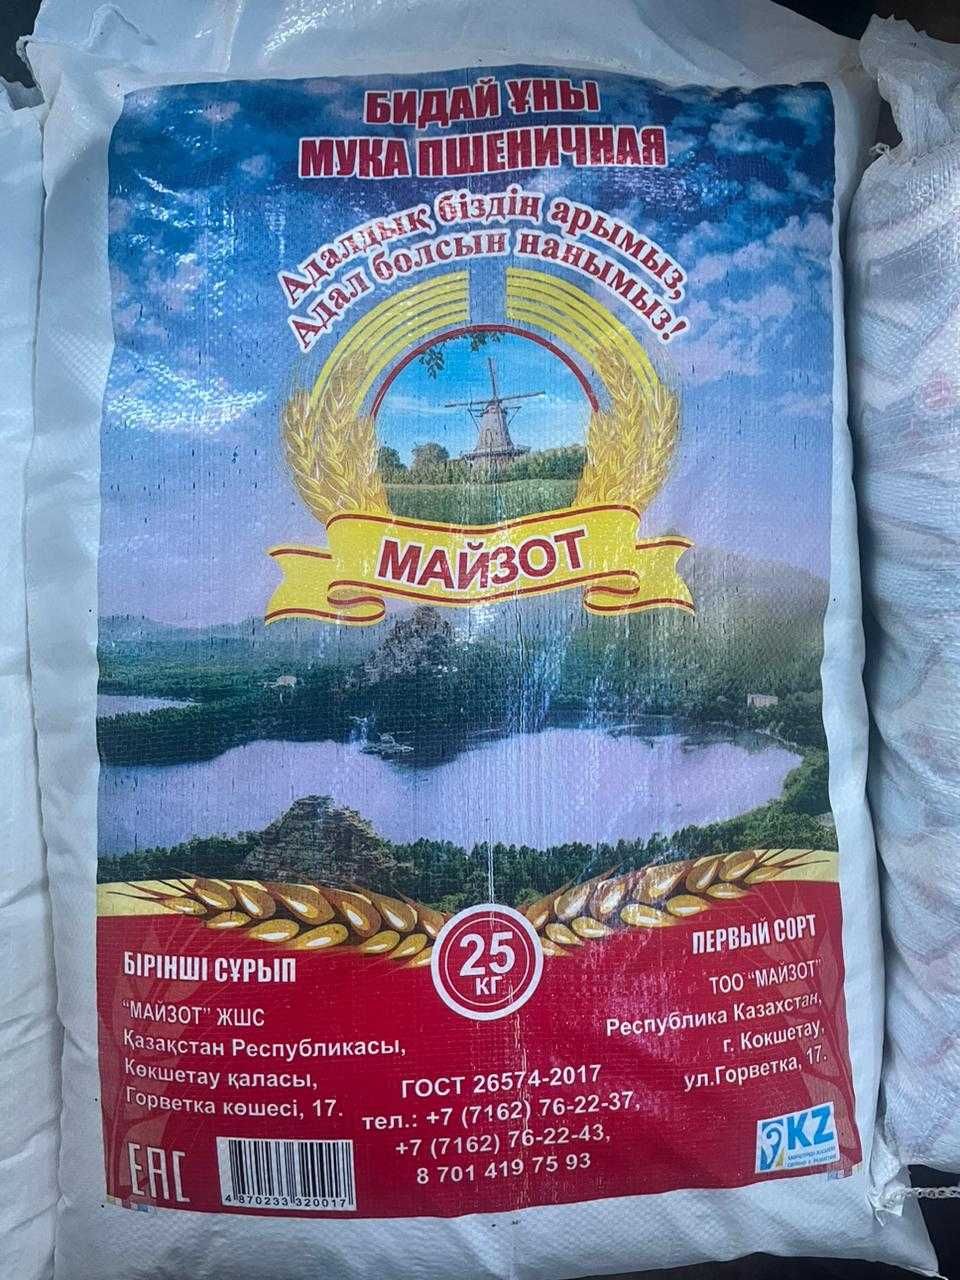 БИДАЙ ҰНЫ
МУКА ПШЕНИЧНАЯ
Адалдық біздің арымыз,
Адал болсын нанымыз!
МАЙЗОТ
25
КГ
БІРІНШІ СҰРЫП
"МАЙЗОТ" ЖШС
Қазақстан Республикасы,
Көкшетау қаласы,
Горветка көшесі, 17.
ПЕРВЫЙ СОРТ
ТОО "МАЙЗОТ"
Республика Казахстан,
г. Кокшетау,
ул.Горветка, 17.
ГОСТ 26574-2017
тел.: +7 (7162) 76-22-37,
+7 (7162) 76-22-43,
8 701 419 75 93
EAC
4 870233 320017
KZ